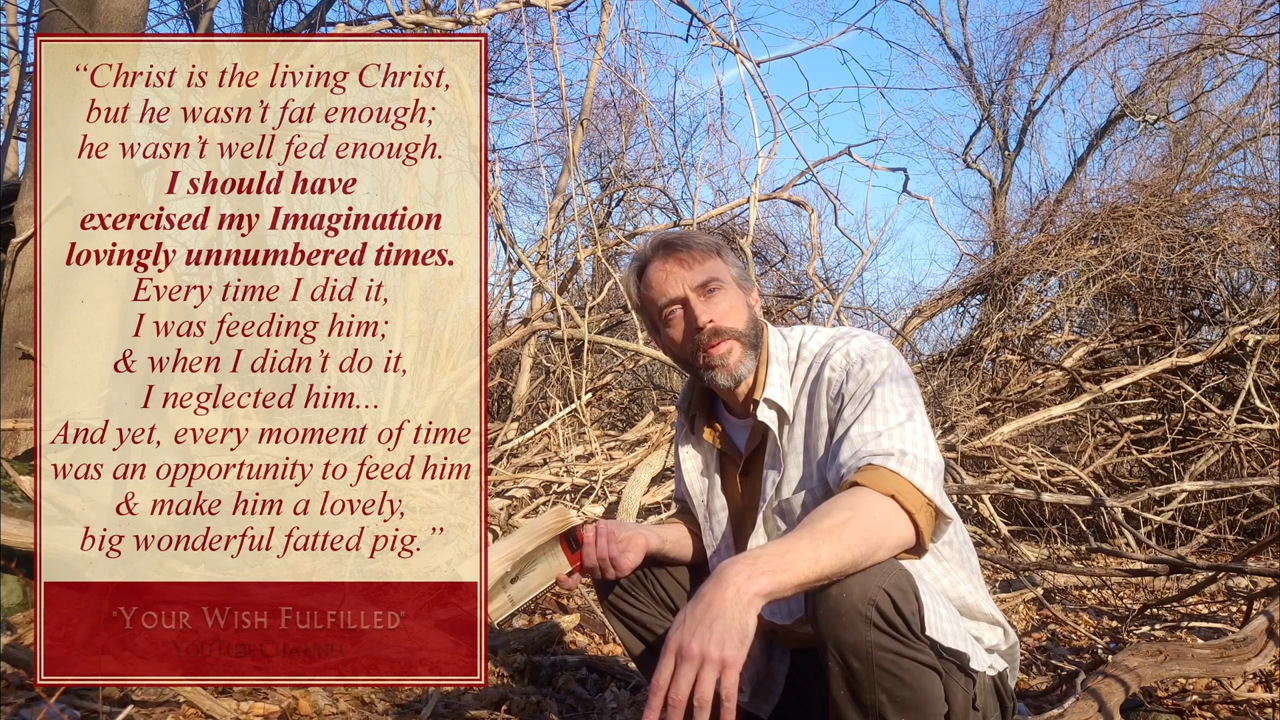 “Christ is the living Christ,
but he wasn’t fat enough;
he wasn’t well fed enough.
I should have
exercised my Imagination
lovingly unnumbered times.
Every time I did it,
I was feeding him;
& when I didn’t do it,
I neglected him...
And yet, every moment of time
was an opportunity to feed him
& make him a lovely,
big wonderful fatted pig.”
"Your Wish Fulfilled"
YouTube Channel